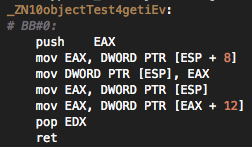 _ZN10objectTest4getiEv:
# BB#0:
push    EAX
mov EAX, DWORD PTR [ESP + 8]
mov DWORD PTR [ESP], EAX
mov EAX, DWORD PTR [ESP]
mov EAX, DWORD PTR [EAX + 12]
pop EDX
ret